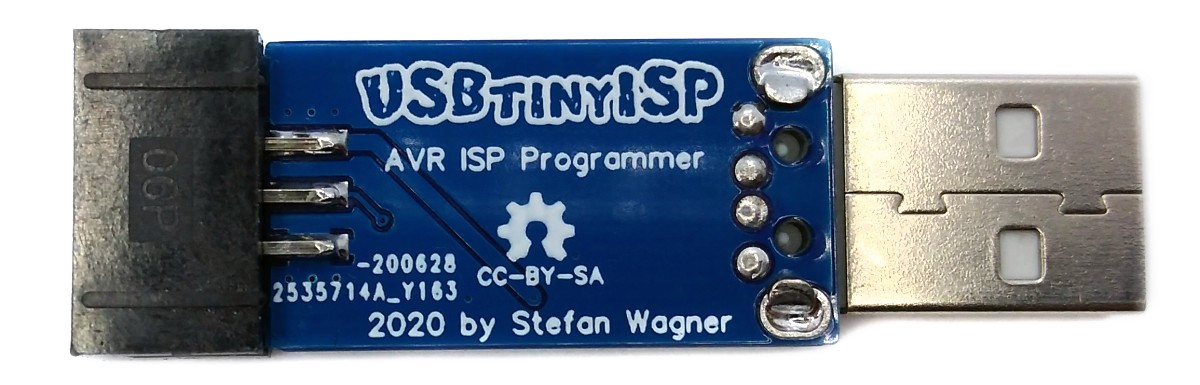 USBTINYISP
AVR ISP Programmer
06P
-200628
CC-BY-SA
2535714A_Y163
2020 by Stefan Wagner